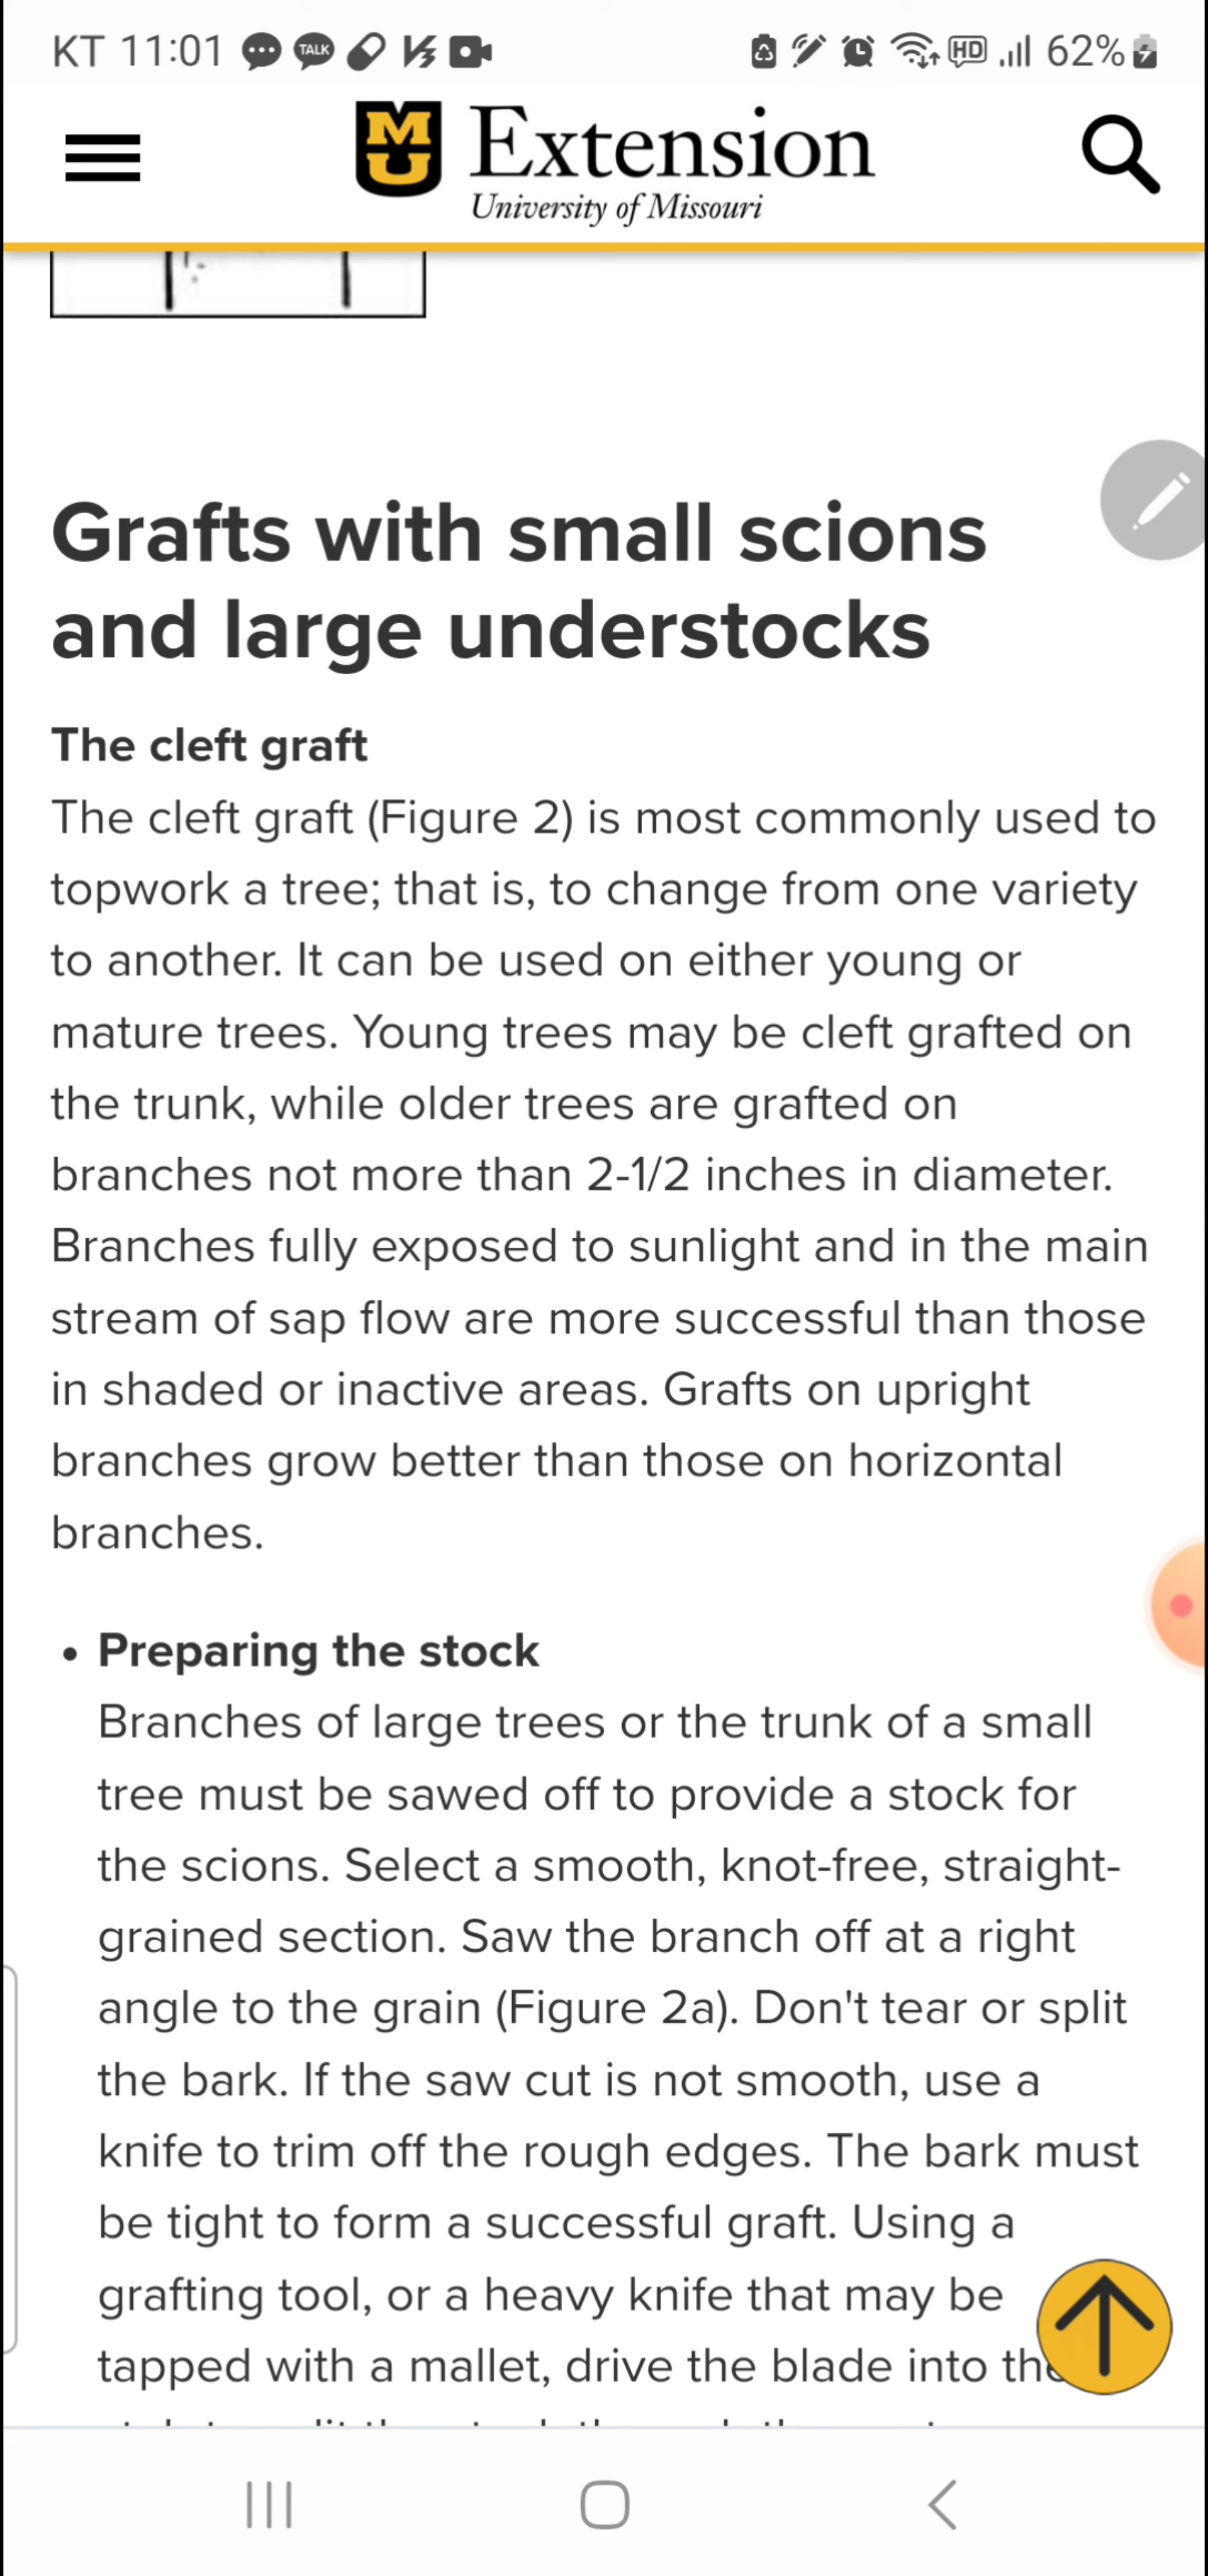 KT 11:01 TALK HD 62%
MU Extension
University of Missouri
Grafts with small scions
and large understocks
The cleft graft
The cleft graft (Figure 2) is most commonly used to
topwork a tree; that is, to change from one variety
to another. It can be used on either young or
mature trees. Young trees may be cleft grafted on
the trunk, while older trees are grafted on
branches not more than 2-1/2 inches in diameter.
Branches fully exposed to sunlight and in the main
stream of sap flow are more successful than those
in shaded or inactive areas. Grafts on upright
branches grow better than those on horizontal
branches.
• Preparing the stock
Branches of large trees or the trunk of a small
tree must be sawed off to provide a stock for
the scions. Select a smooth, knot-free, straight-
grained section. Saw the branch off at a right
angle to the grain (Figure 2a). Don't tear or split
the bark. If the saw cut is not smooth, use a
knife to trim off the rough edges. The bark must
be tight to form a successful graft. Using a
grafting tool, or a heavy knife that may be
tapped with a mallet, drive the blade into the